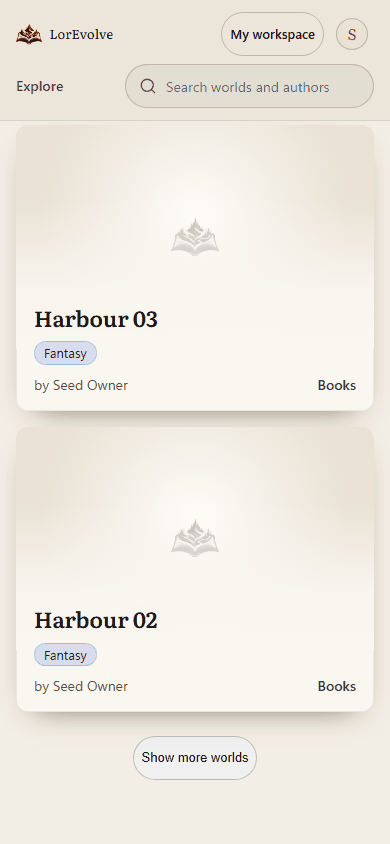 LorEvolve
My workspace
S
Explore
Search worlds and authors
Harbour 03
Fantasy
by Seed Owner
Books
Harbour 02
Fantasy
by Seed Owner
Books
Show more worlds